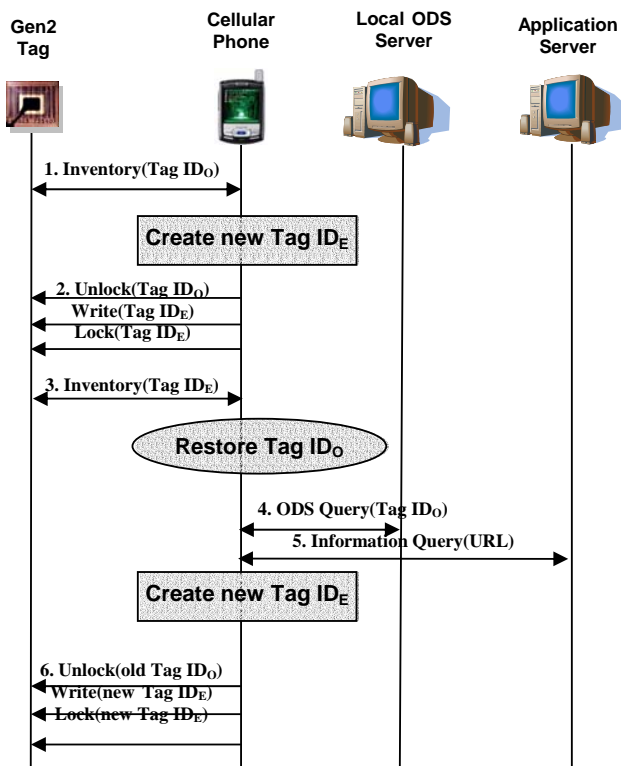 Gen2
Tag
Cellular
Phone
Local ODS
Server
Application
Server
1. Inventory(Tag IDO)
Create new Tag IDE
2. Unlock(Tag IDO)
Write(Tag IDE)
Lock(Tag IDE)
3. Inventory(Tag IDE)
Restore Tag IDO
4. ODS Query(Tag IDO)
5. Information Query(URL)
Create new Tag IDE
6. Unlock(old Tag IDO)
Write(new Tag IDE)
Lock(new Tag IDE)